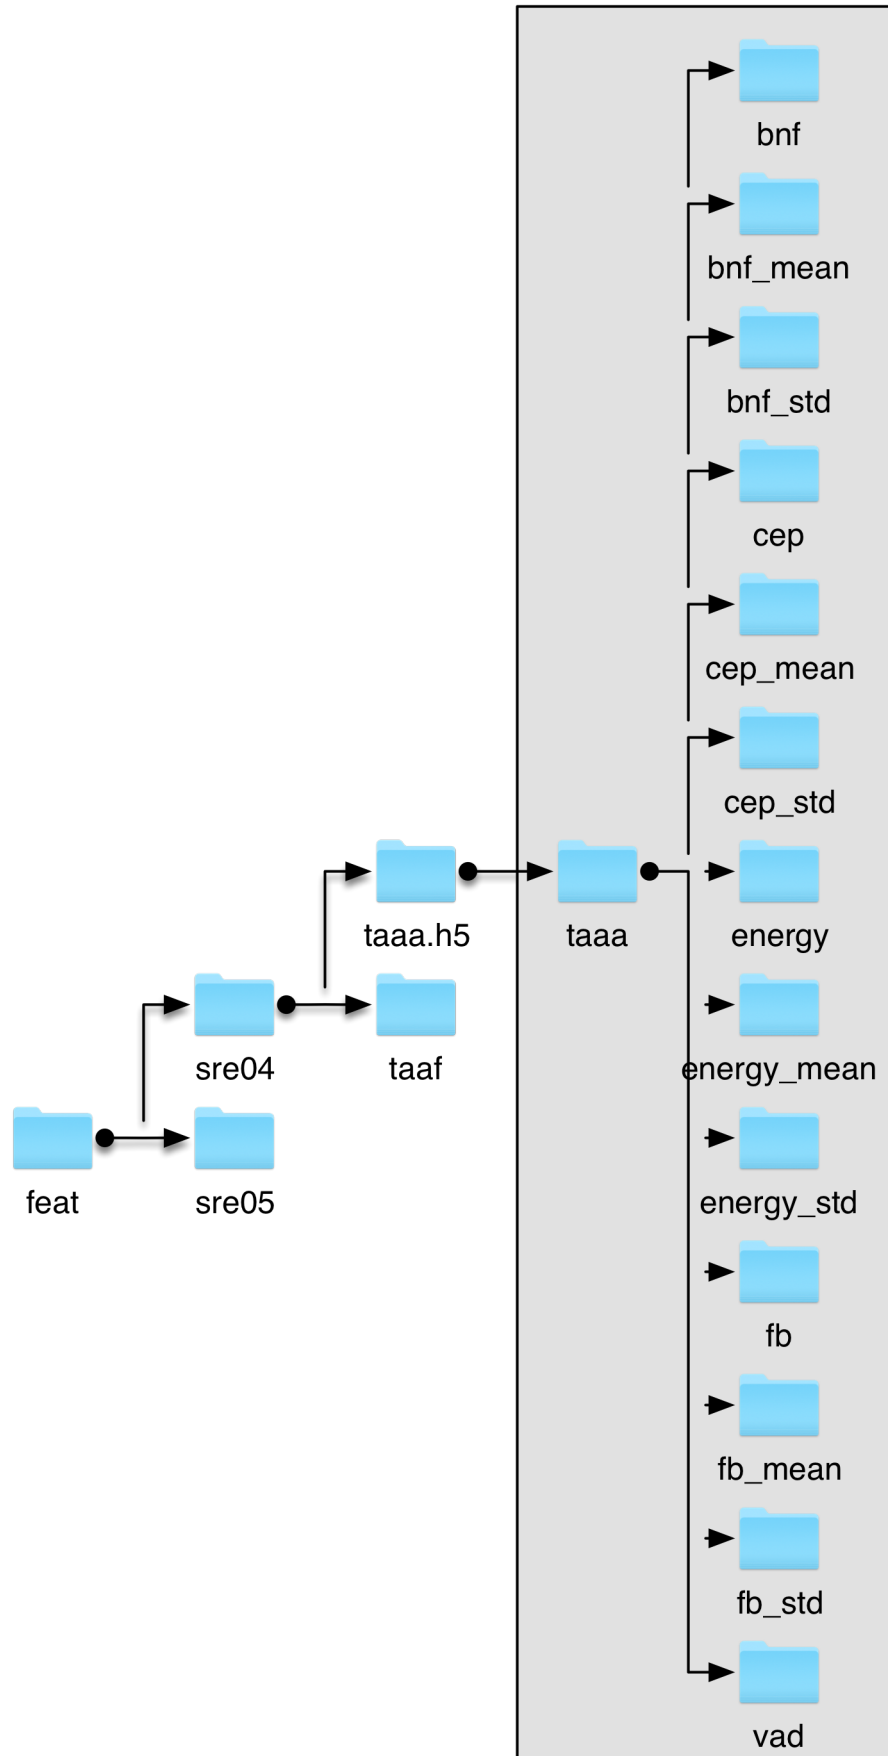 bnf
bnf_mean
bnf_std
cep
cep_mean
cep_std
taaa.h5
taaa
energy
sre04
taaf
energy_mean
feat
sre05
energy_std
fb
fb_mean
fb_std
vad